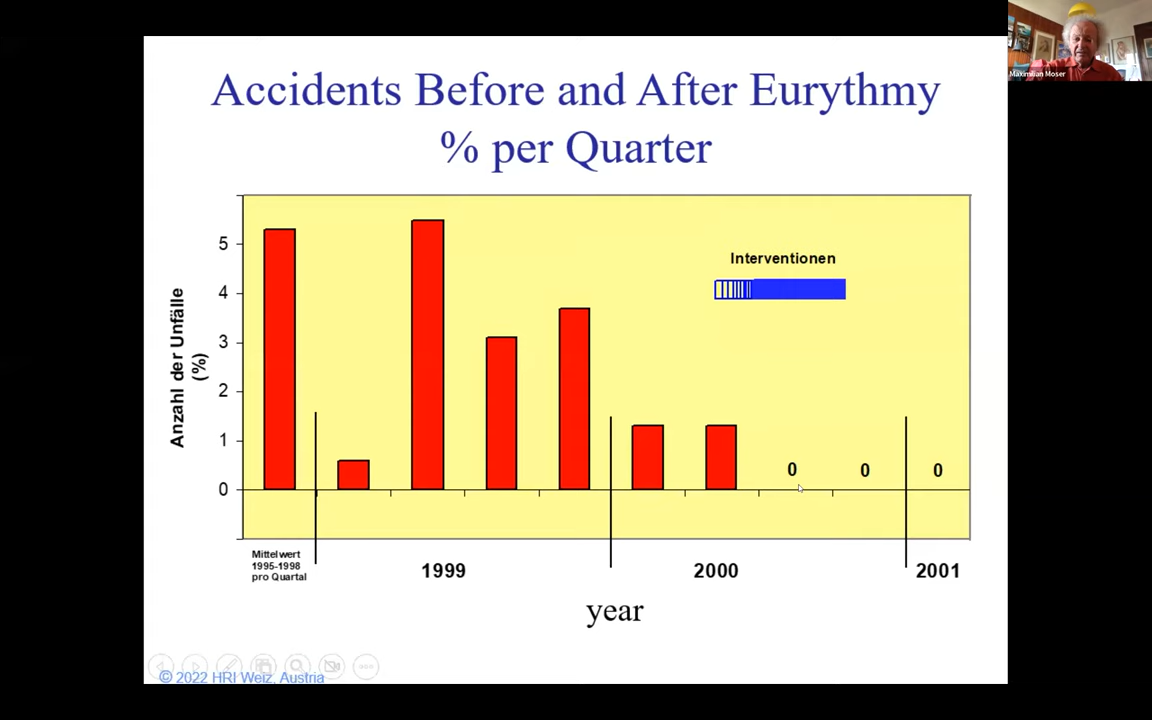 Maximilian Moser
Accidents Before and After Eurythmy
% per Quarter
Anzahl der Unfälle
(%)
5
4
3
2
1
0
Interventionen
0
0
0
Mittelwert
1995-1998
pro Quartal
1999
2000
2001
year
© 2022 HRI Weiz, Austria